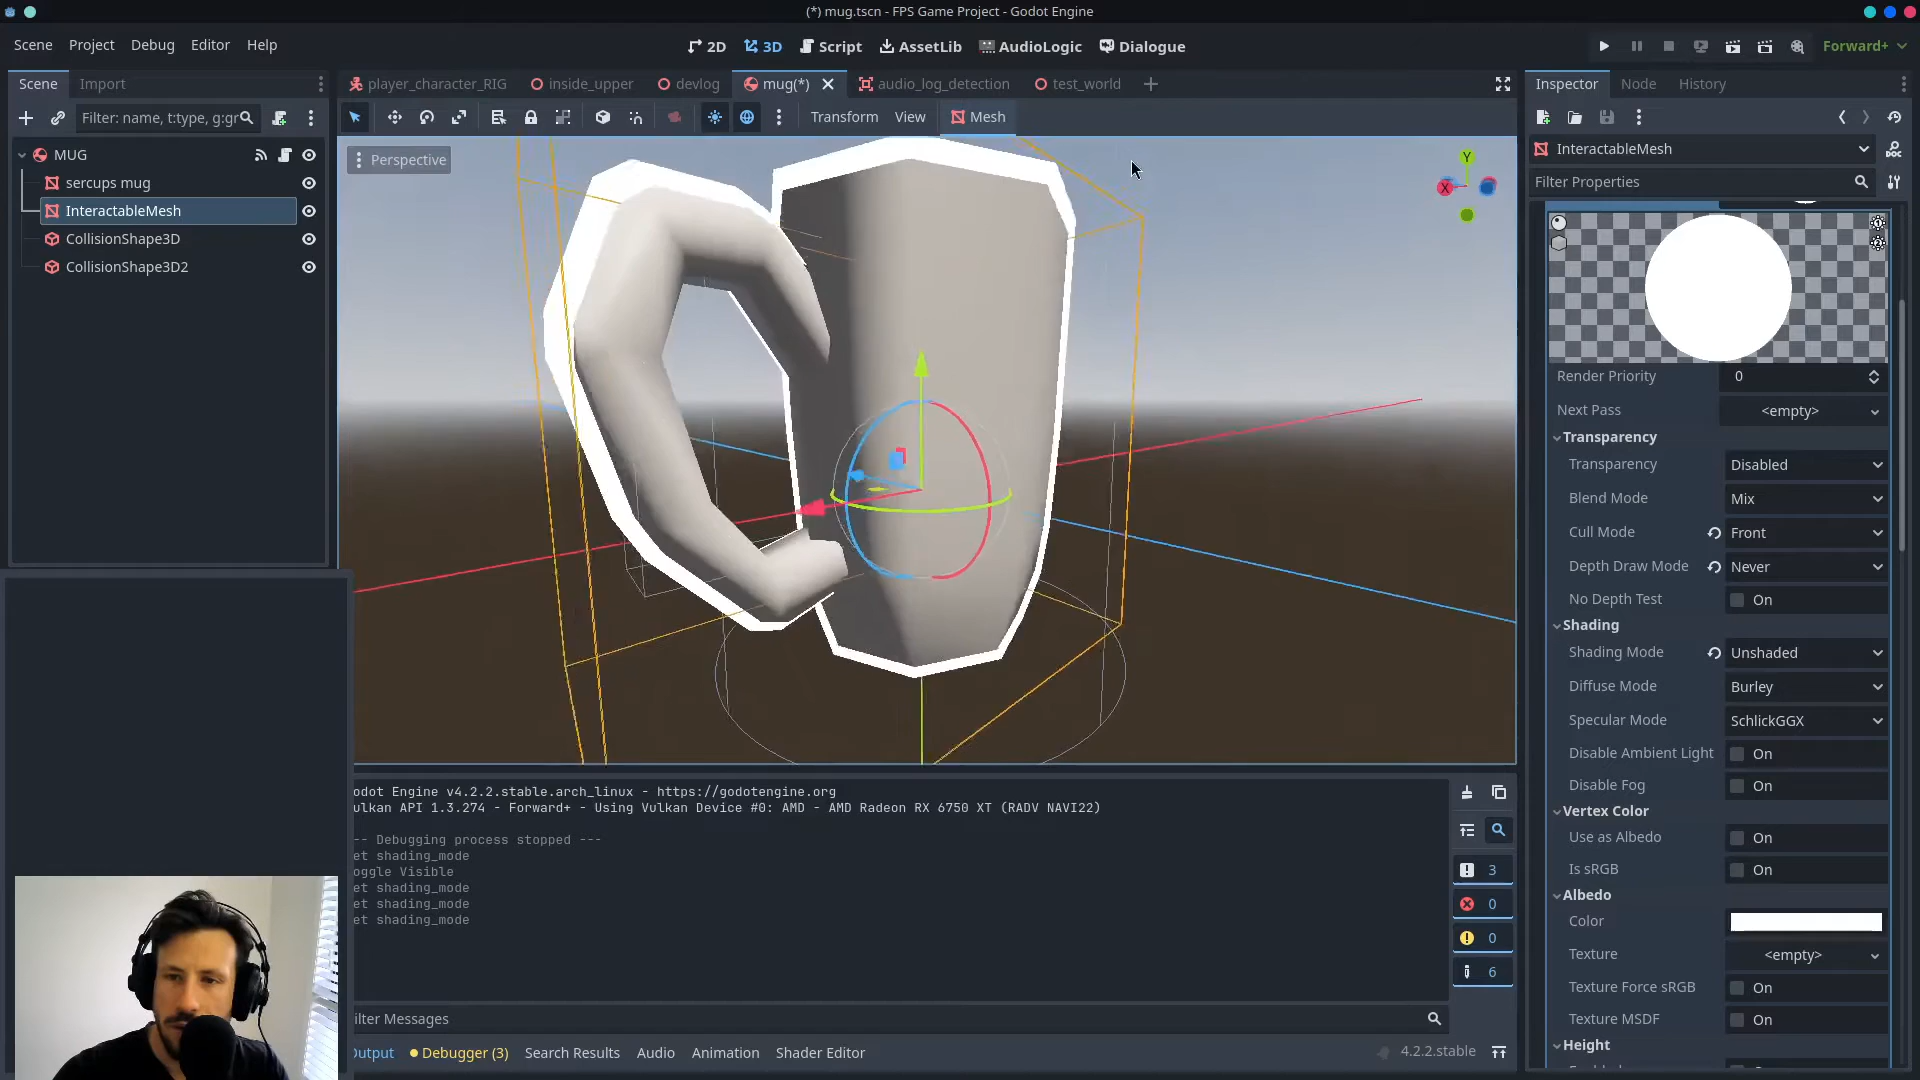 (*) mug.tscn - FPS Game Project - Godot Engine
Scene Project Debug Editor Help
2D 3D Script AssetLib AudioLogic Dialogue
Forward+
Scene Import
player_character_RIG inside_upper devlog mug(*) audio_log_detection test_world
Inspector Node History
Filter: name, t:type, g:gr
Transform View Mesh
MUG
sercups mug
InteractableMesh
CollisionShape3D
CollisionShape3D2
Perspective
Y
X
InteractableMesh
Filter Properties
Render Priority 0
Next Pass <empty>
Transparency
Transparency Disabled
Blend Mode Mix
Cull Mode Front
Depth Draw Mode Never
No Depth Test On
Shading
Shading Mode Unshaded
Diffuse Mode Burley
Specular Mode SchlickGGX
Disable Ambient Light On
Disable Fog On
Vertex Color
Use as Albedo On
Is sRGB On
Albedo
Color
Texture <empty>
Texture Force sRGB On
Texture MSDF On
Height
odot Engine v4.2.2.stable.arch_linux - https://godotengine.org
ulkan API 1.3.274 - Forward+ - Using Vulkan Device #0: AMD - AMD Radeon RX 6750 XT (RADV NAVI22)
-- Debugging process stopped ---
et shading_mode
oggle Visible
et shading_mode
et shading_mode
et shading_mode
3
0
0
6
ilter Messages
Output Debugger (3) Search Results Audio Animation Shader Editor
4.2.2.stable